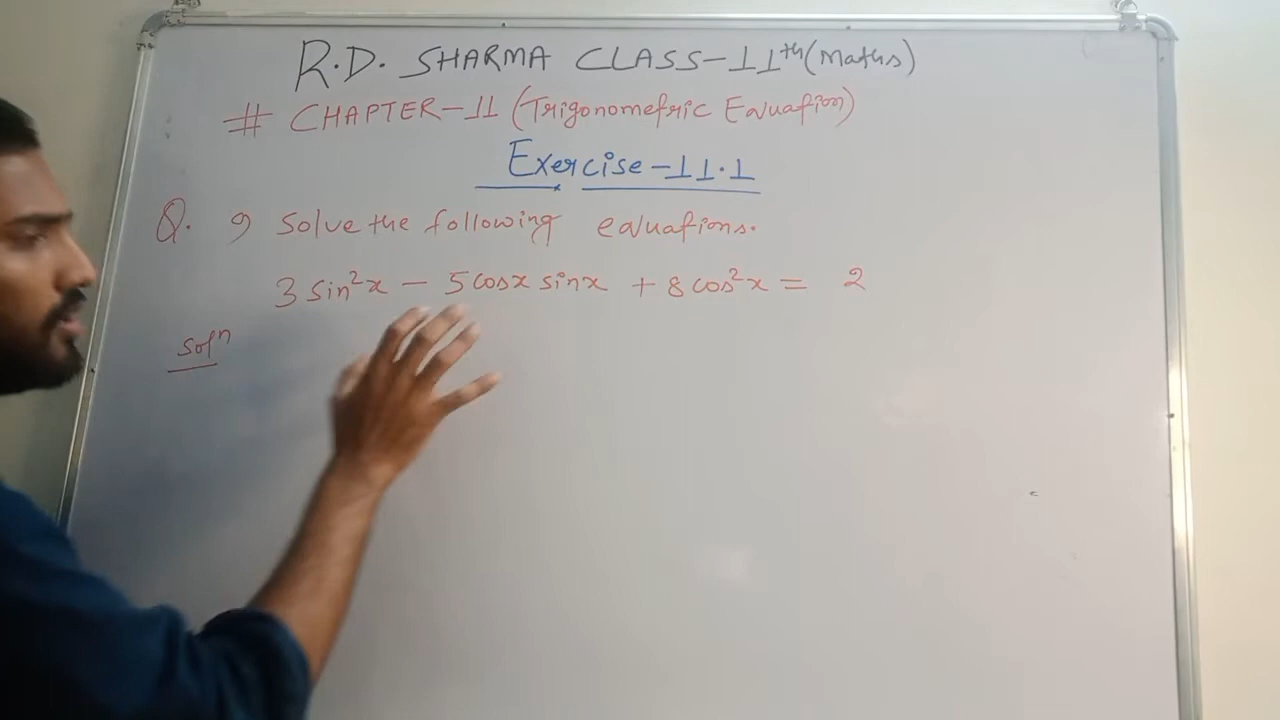 R.D. SHARMA CLASS-11th (Maths)
# CHAPTER-11 (Trigonometric Equation)
Exercise-11.1
Q. 9 Solve the following equations.
3 sin²x - 5 cosx sinx + 8 cos²x = 2
Solⁿ